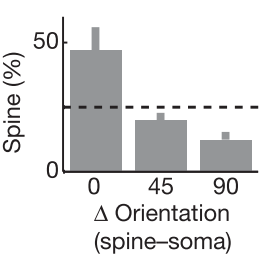 Spine (%)
50
0
0 45 90
Δ Orientation
(spine–soma)